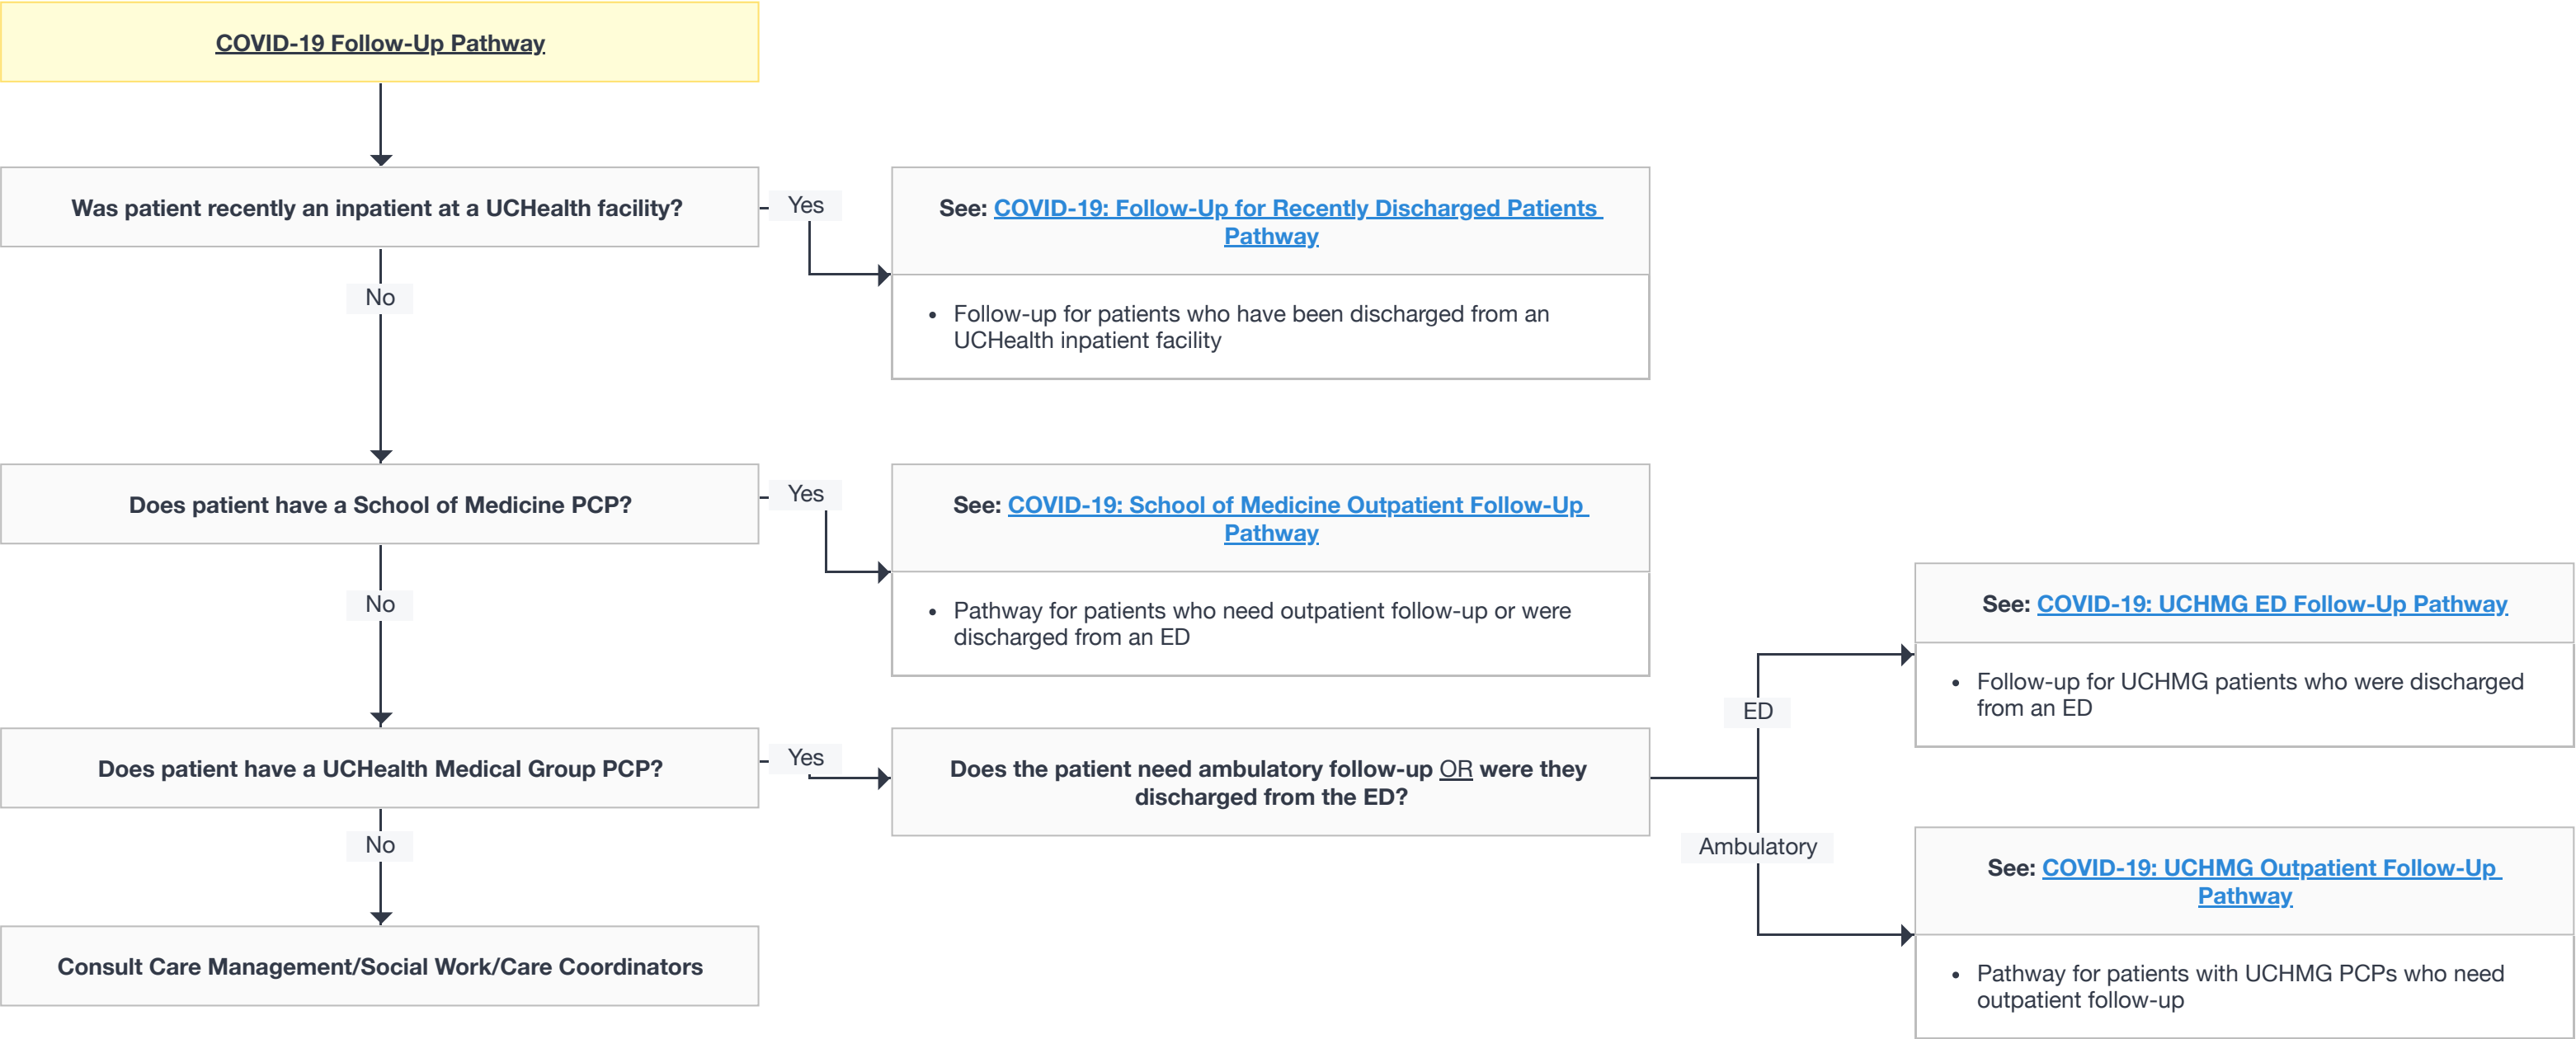 COVID-19 Follow-Up Pathway
Was patient recently an inpatient at a UCHealth facility?
Yes
See: COVID-19: Follow-Up for Recently Discharged Patients
Pathway
• Follow-up for patients who have been discharged from an
UCHealth inpatient facility
No
Does patient have a School of Medicine PCP?
Yes
See: COVID-19: School of Medicine Outpatient Follow-Up
Pathway
• Pathway for patients who need outpatient follow-up or were
discharged from an ED
No
Does patient have a UCHealth Medical Group PCP?
Yes
Does the patient need ambulatory follow-up OR were they
discharged from the ED?
ED
See: COVID-19: UCHMG ED Follow-Up Pathway
• Follow-up for UCHMG patients who were discharged
from an ED
Ambulatory
See: COVID-19: UCHMG Outpatient Follow-Up
Pathway
• Pathway for patients with UCHMG PCPs who need
outpatient follow-up
No
Consult Care Management/Social Work/Care Coordinators